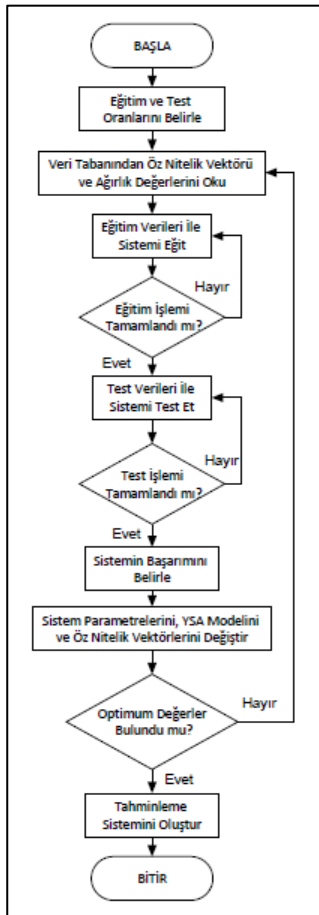 BAŞLA
Eğitim ve Test
Oranlarını Belirle
Veri Tabanından Öz Nitelik Vektörü
ve Ağırlık Değerlerini Oku
Eğitim Verileri İle
Sistemi Eğit
Hayır
Eğitim İşlemi
Tamamlandı mı?
Evet
Test Verileri İle
Sistemi Test Et
Hayır
Test İşlemi
Tamamlandı mı?
Evet
Sistemin Başarımını
Belirle
Sistem Parametrelerini, YSA Modelini
ve Öz Nitelik Vektörlerini Değiştir
Hayır
Optimum Değerler
Bulundu mu?
Evet
Tahminleme
Sistemini Oluştur
BİTİR